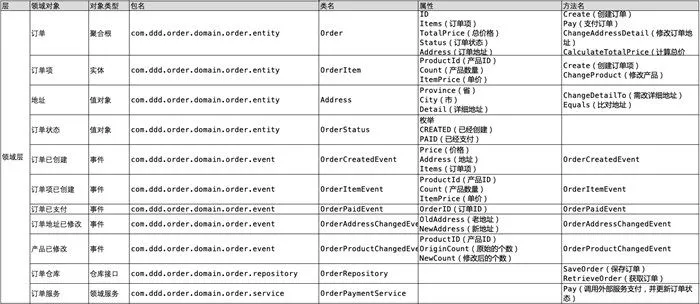 层 领域对象 对象类型 包名 类名 属性 方法名
领域层
订单 聚合根 com.ddd.order.domain.order.entity Order
ID
Items(订单项)
TotalPrice(总价格)
Status(订单状态)
Address(订单地址)
Create(创建订单)
Pay(支付订单)
ChangeAddressDetail(修改订单地
址)
CalculateTotalPrice(计算总价
订单项 实体 com.ddd.order.domain.order.entity OrderItem
ProductId(产品ID)
Count(产品数量)
ItemPrice(单价)
Create(创建订单项)
ChangeProduct(修改产品)
地址 值对象 com.ddd.order.domain.order.entity Address
Province(省)
City(市)
Detail(详细地址)
ChangeDetailTo(需改详细地址)
Equals(比对地址)
订单状态 值对象 com.ddd.order.domain.order.entity OrderStatus
枚举
CREATED(已经创建)
PAID(已经支付)
订单已创建 事件 com.ddd.order.domain.order.event OrderCreatedEvent
Price(价格)
Address(地址)
Items(订单项)
OrderCreatedEvent
订单项已创建 事件 com.ddd.order.domain.order.event OrderItemEvent
ProductId(产品ID)
Count(产品数量)
ItemPrice(单价)
OrderItemEvent
订单已支付 事件 com.ddd.order.domain.order.event OrderPaidEvent OrderID(订单ID) OrderPaidEvent
订单地址已修改 事件 com.ddd.order.domain.order.event OrderAddressChangedEve
OldAddress(老地址)
NewAddress(新地址)
OrderAddressChangedEvent
产品已修改 事件 com.ddd.order.domain.order.event OrderProductChangedEve
ProductID(产品ID)
OriginCount(原始的个数)
NewCount(修改后的个数)
OrderProductChangedEvent
订单仓库 仓库接口 com.ddd.order.domain.order.repository OrderRepository
SaveOrder(保存订单)
RetrieveOrder(获取订单)
订单服务 领域服务 com.ddd.order.domain.order.service OrderPaymentService
Pay(调用外部服务支付,并更新订单状
态)